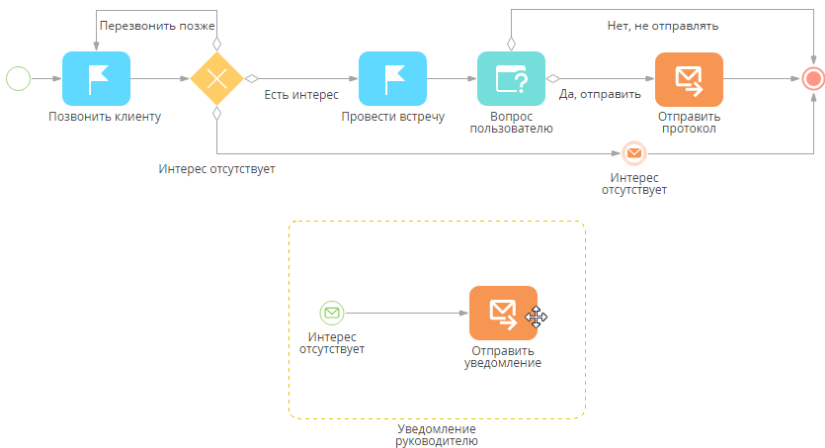 Перезвонить позже
Нет, не отправлять
Есть интерес
Да, отправить
Позвонить клиенту
Провести встречу
Вопрос
пользователю
Отправить
протокол
Интерес отсутствует
Интерес
отсутствует
Интерес
отсутствует
Отправить
уведомление
Уведомление
руководителю